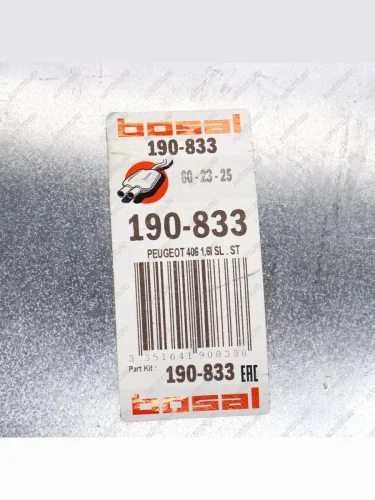 bosal
190-833
60-23-25
190-833
PEUGEOT 406 1.6I SL . ST
3 351641 908338
Part Kit : 190-833 EAC
bosal